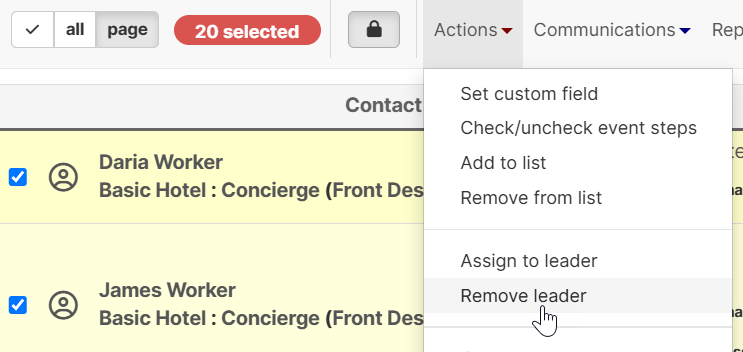 all page 20 selected Actions Communications Rep
Contact
Set custom field
Check/uncheck event steps
Add to list
Remove from list
Assign to leader
Remove leader
Daria Worker
Basic Hotel : Concierge (Front Des
James Worker
Basic Hotel : Concierge (Front Des